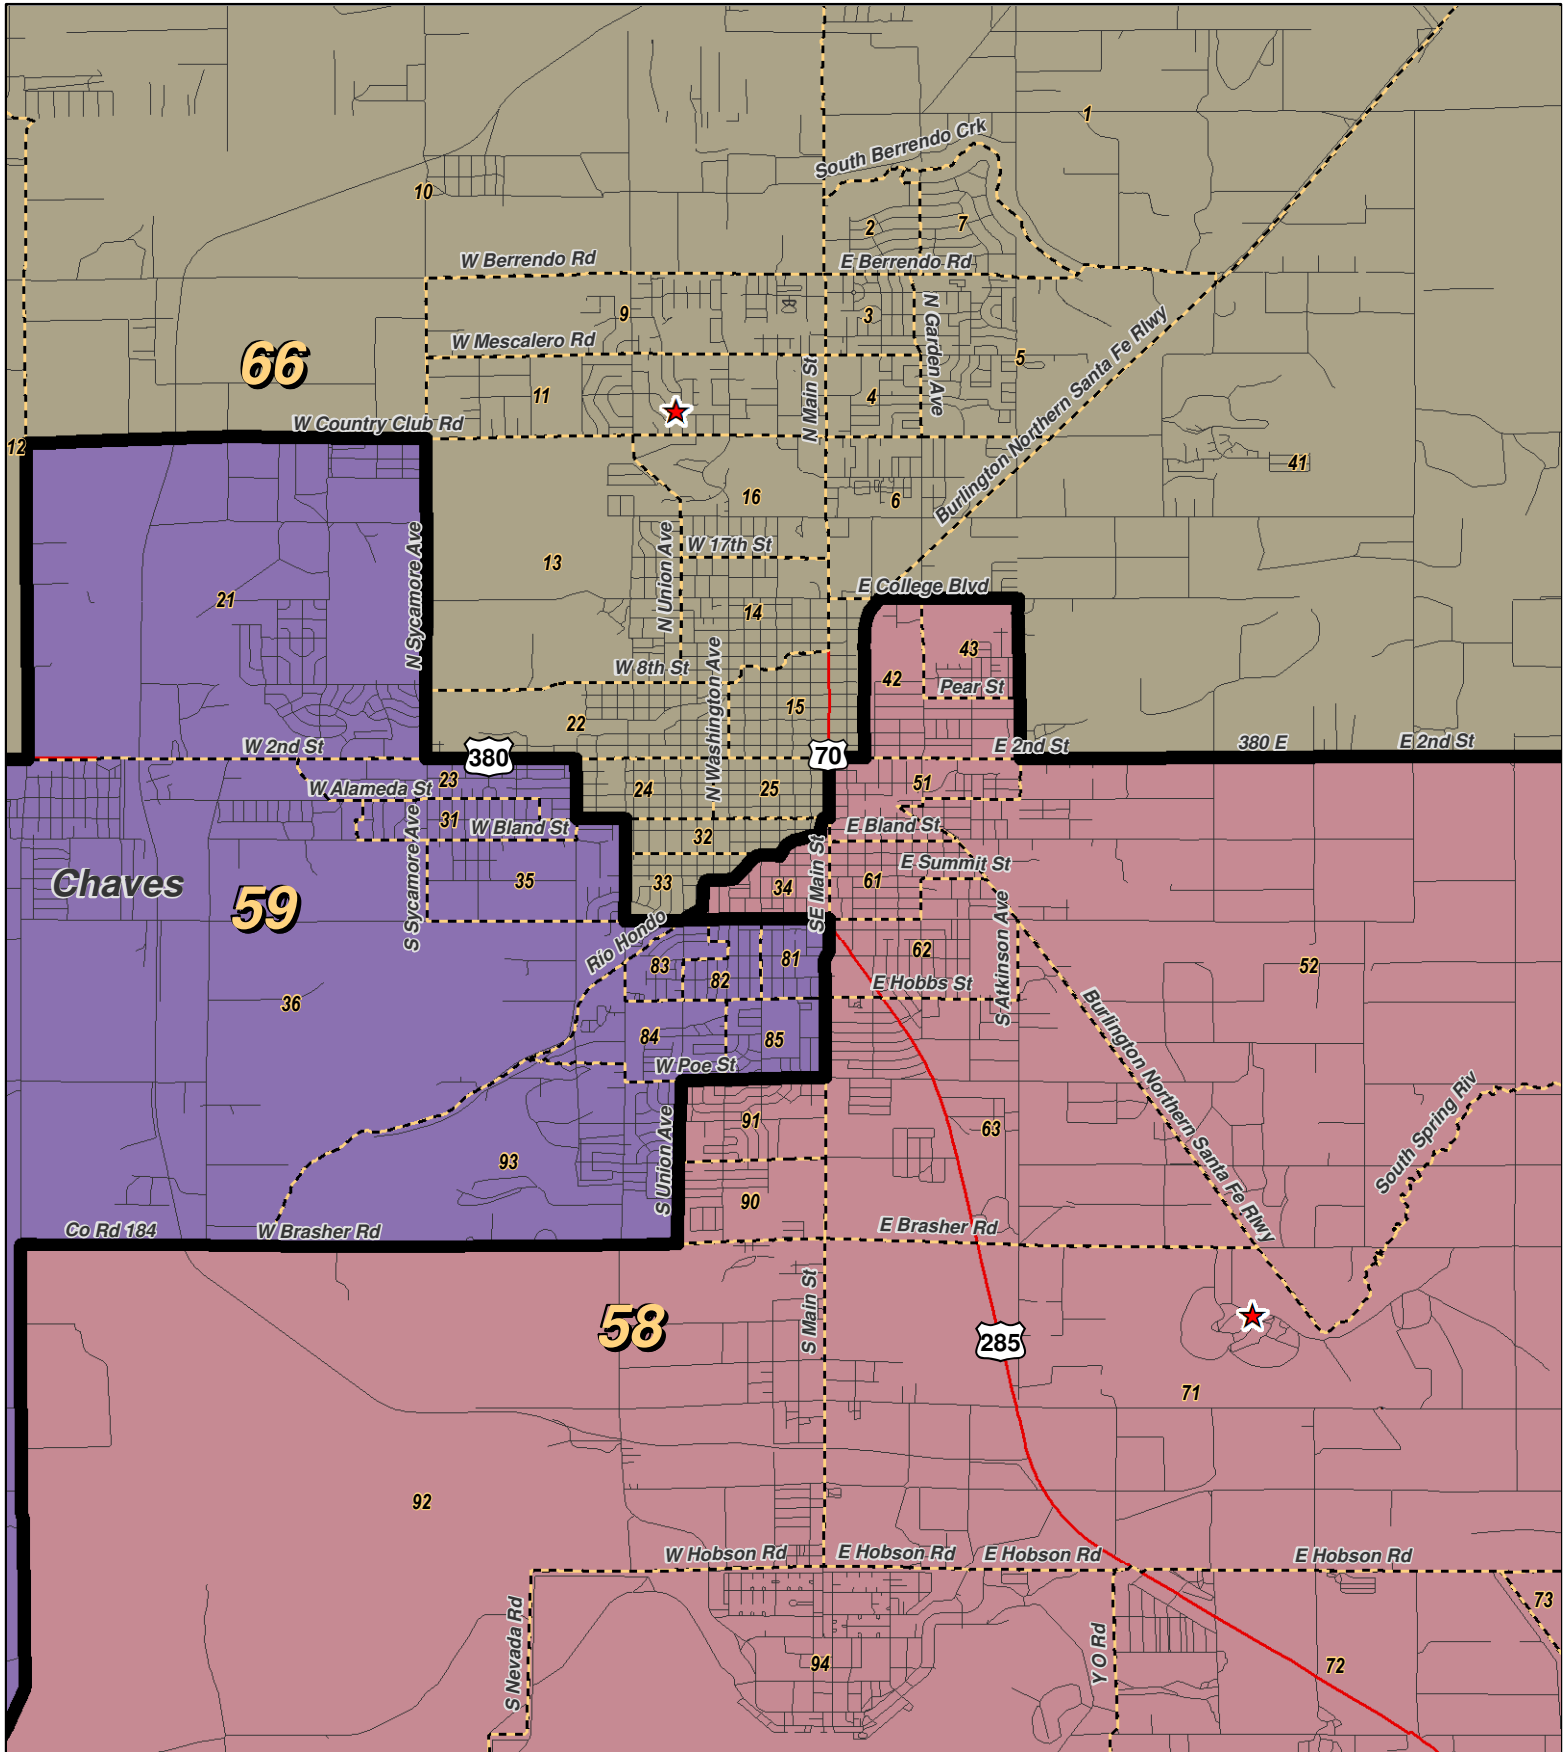 1
South Berrendo Crk
10
2
7
W Berrendo Rd
E Berrendo Rd
9
3
N Garden Ave
W Mescalero Rd
5
66
11
N Main St
4
Burlington Northern Santa Fe Rlwy
W Country Club Rd
12
41
16
6
N Sycamore Ave
N Union Ave
W 17th St
13
E College Blvd
21
14
43
W 8th St
N Washington Ave
42
Pear St
15
22
W 2nd St
380
70
E 2nd St
380 E
E 2nd St
23
W Alameda St
24
25
51
31
S Sycamore Ave
W Bland St
32
E Bland St
SE Main St
E Summit St
Chaves
59
35
33
34
61
S Atkinson Ave
Río Hondo
83
82
81
62
52
E Hobbs St
36
Burlington Northern Santa Fe Rlwy
84
85
W Poe St
South Spring Riv
S Union Ave
91
63
93
90
Co Rd 184
W Brasher Rd
E Brasher Rd
58
S Main St
285
71
92
W Hobson Rd
E Hobson Rd
E Hobson Rd
E Hobson Rd
S Nevada Rd
Y O Rd
73
94
72